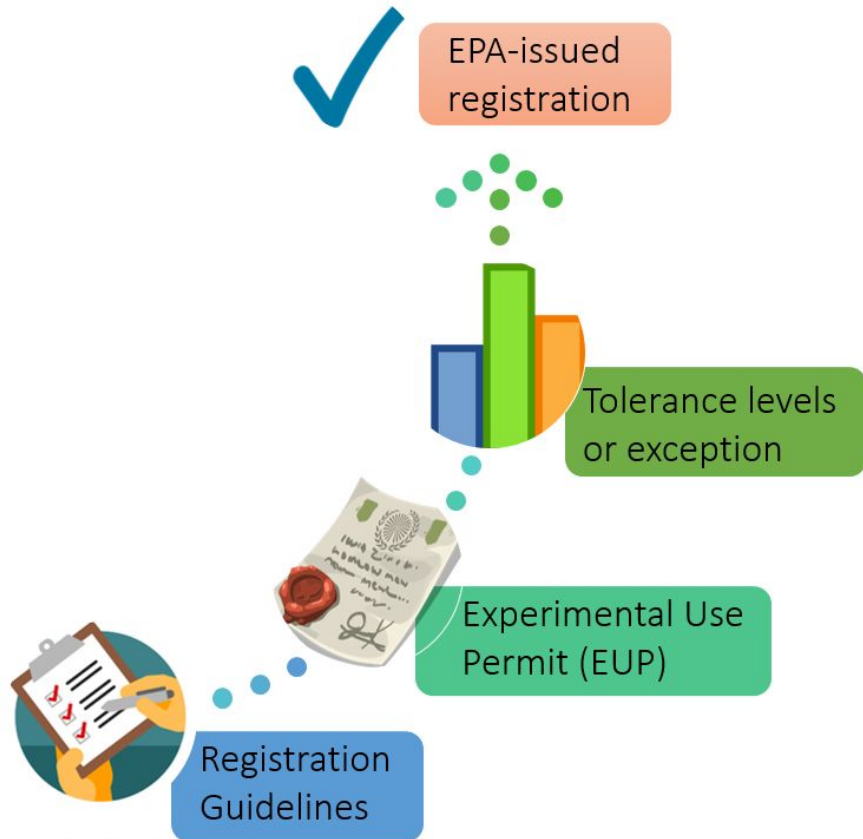 EPA-issued
registration
Tolerance levels
or exception
Experimental Use
Permit (EUP)
Registration
Guidelines